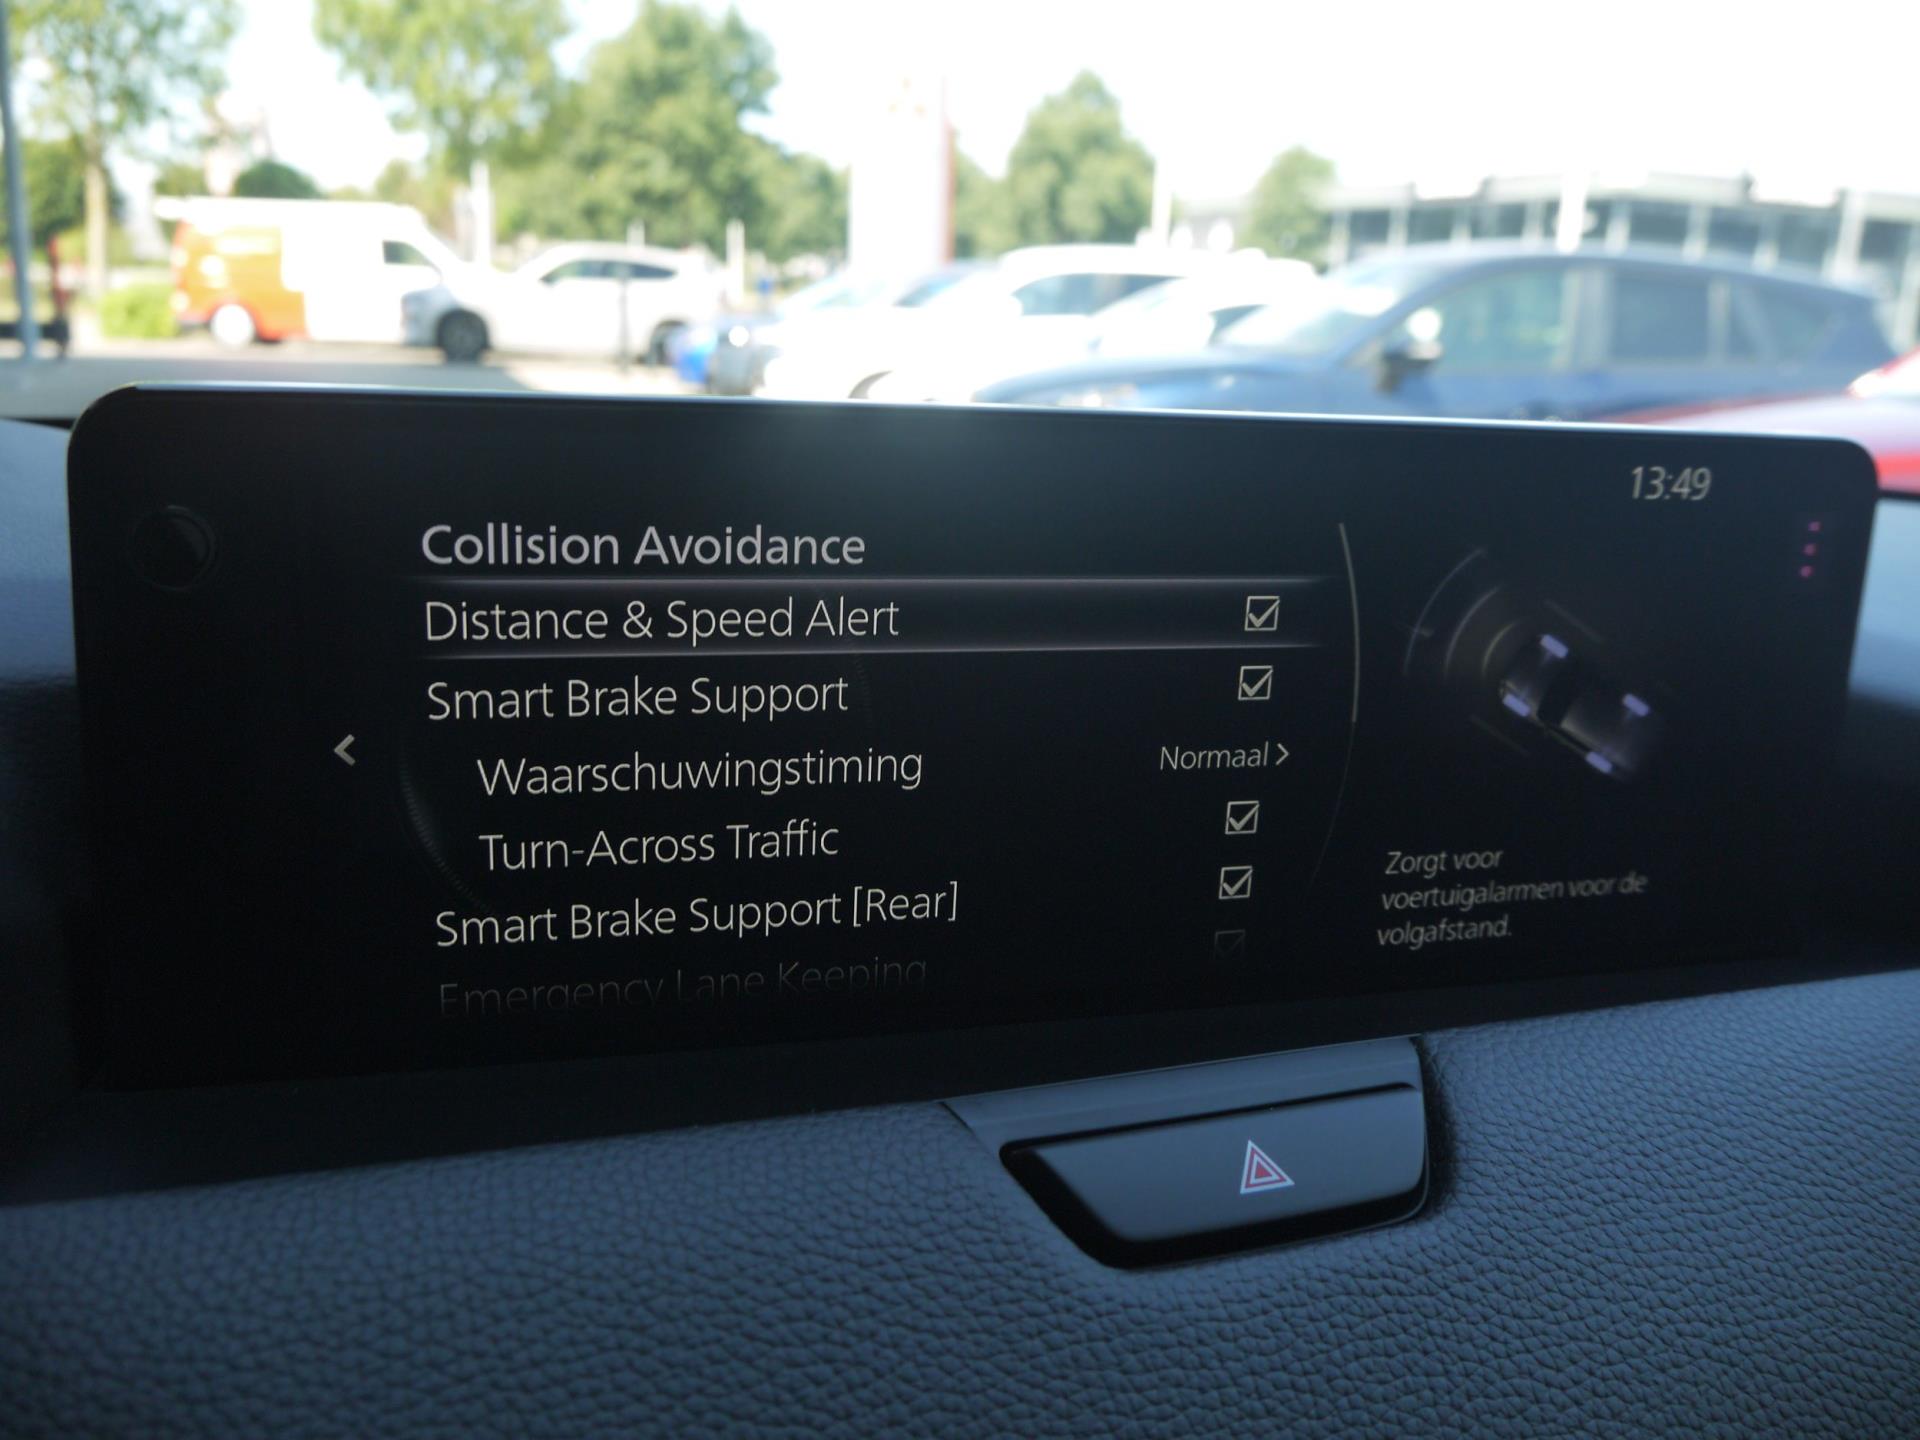 13:49
Collision Avoidance
Distance & Speed Alert
Smart Brake Support
Waarschuwingstiming Normaal >
Turn-Across Traffic
Smart Brake Support [Rear]
Emergency Lane Keeping
Zorgt voor
voertuigalarmen voor de
volgafstand.